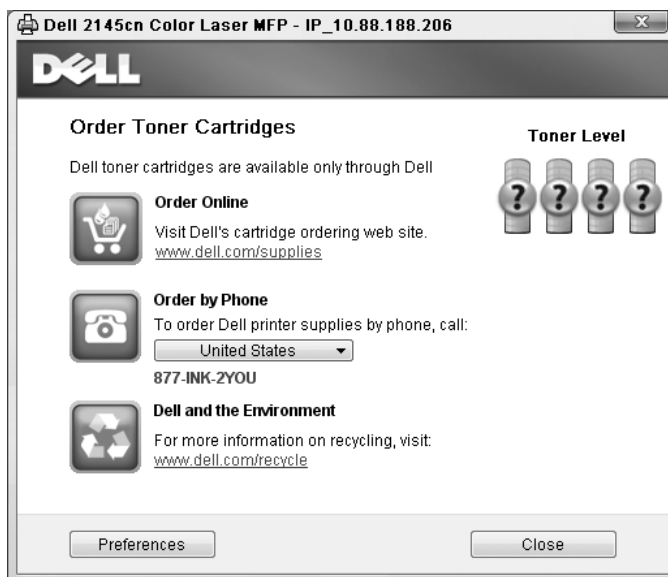 Dell 2145cn Color Laser MFP - IP_10.88.188.206
DELL
Order Toner Cartridges
Toner Level
Dell toner cartridges are available only through Dell
? ? ? ?
Order Online
Visit Dell's cartridge ordering web site.
www.dell.com/supplies
Order by Phone
To order Dell printer supplies by phone, call:
United States
877-INK-2YOU
Dell and the Environment
For more information on recycling, visit:
www.dell.com/recycle
Preferences
Close